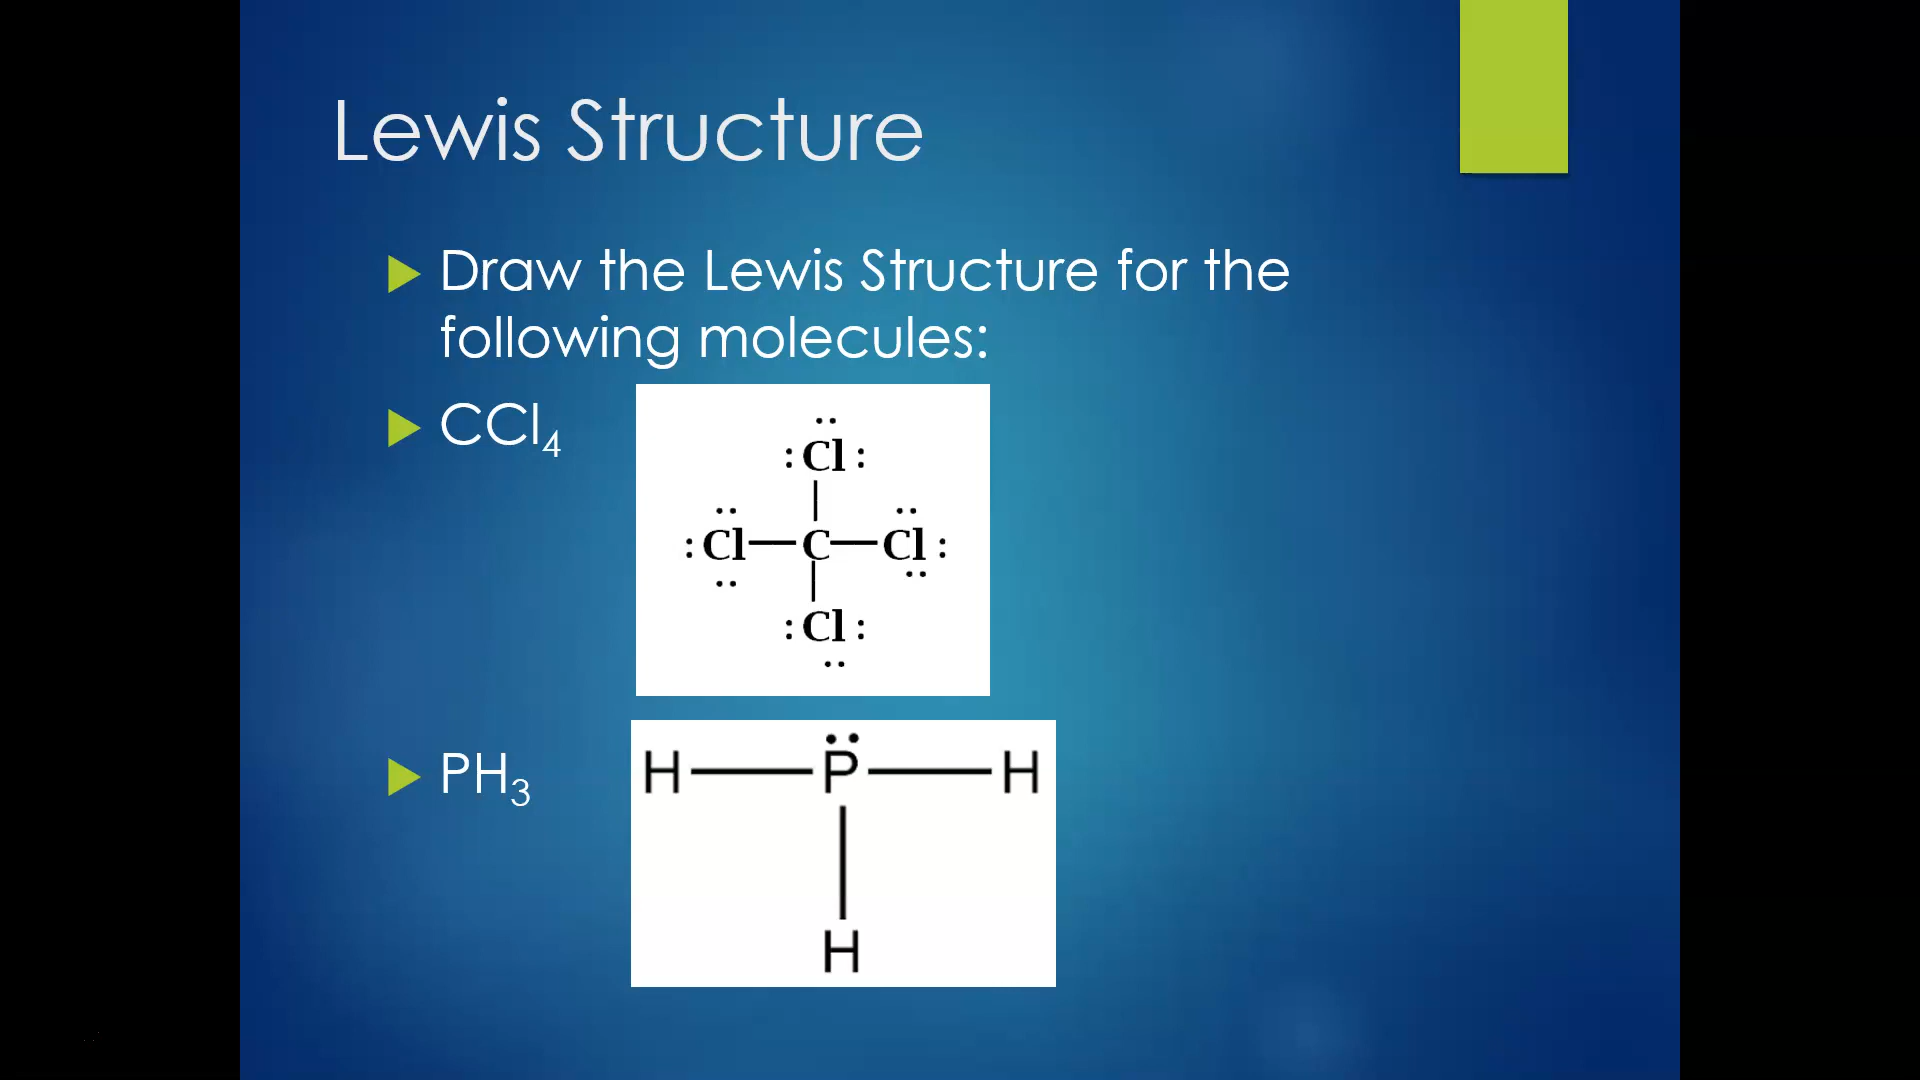 Lewis Structure
Draw the Lewis Structure for the
following molecules:
CCl₄
:Cl:
:Cl—C—Cl:
:Cl:
PH₃
H—P—H
H